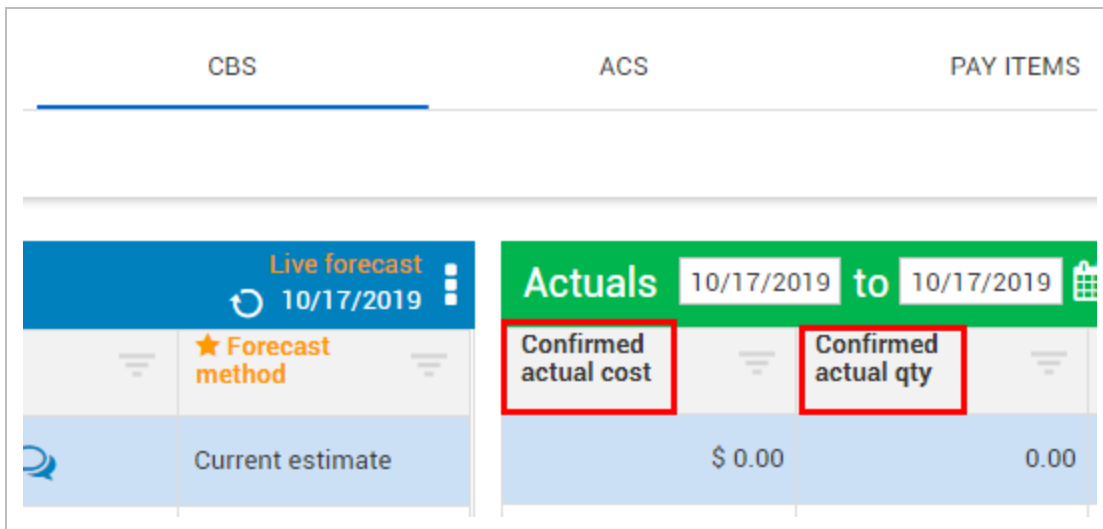 CBS ACS PAY ITEMS
Live forecast
10/17/2019
Actuals 10/17/2019 to 10/17/2019
Forecast
method
Confirmed
actual cost
Confirmed
actual qty
Current estimate $ 0.00 0.00